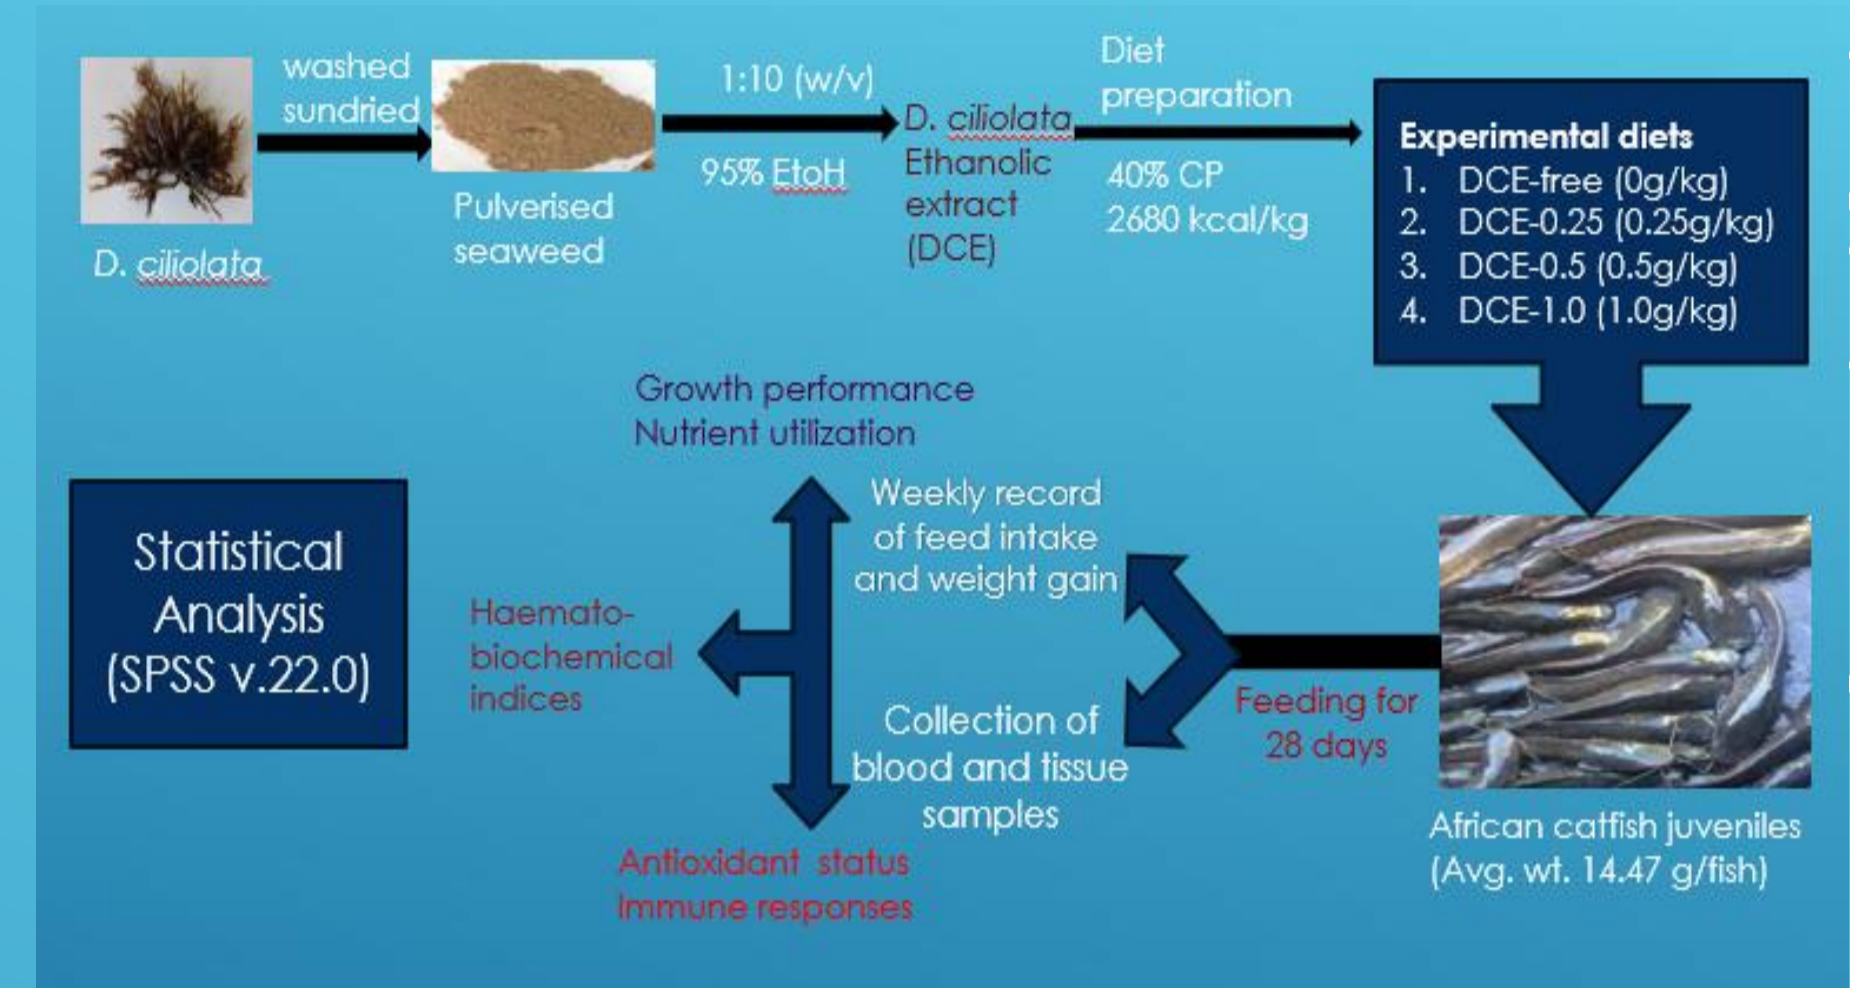 washed
sundried
D. ciliolata
Pulverised
seaweed
1:10 (w/v)
95% EtoH
D. ciliolata
Ethanolic
extract
(DCE)
Diet
preparation
40% CP
2680 kcal/kg
Experimental diets
1. DCE-free (0g/kg)
2. DCE-0.25 (0.25g/kg)
3. DCE-0.5 (0.5g/kg)
4. DCE-1.0 (1.0g/kg)
African catfish juveniles
(Avg. wt. 14.47 g/fish)
Feeding for
28 days
Weekly record
of feed intake
and weight gain
Collection of
blood and tissue
samples
Growth performance
Nutrient utilization
Haemato-
biochemical
indices
Antioxidant status
Immune responses
Statistical
Analysis
(SPSS v.22.0)